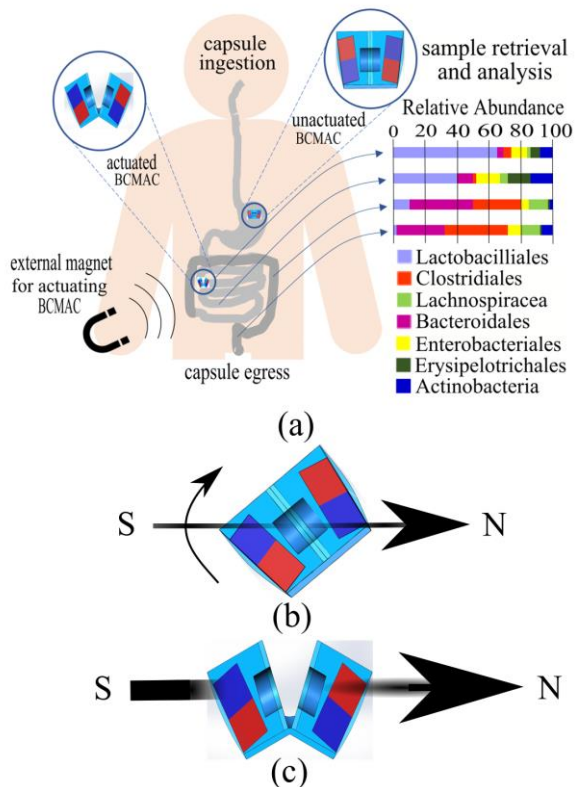 capsule
ingestion
sample retrieval
and analysis
unactuated
BCMAC
actuated
BCMAC
Relative Abundance
0 20 40 60 80 100
external magnet
for actuating
BCMAC
capsule egress
Lactobacilliales
Clostridiales
Lachnospiracea
Bacteroidales
Enterobacteriales
Erysipelotrichales
Actinobacteria
(a)
S N
(b)
S N
(c)